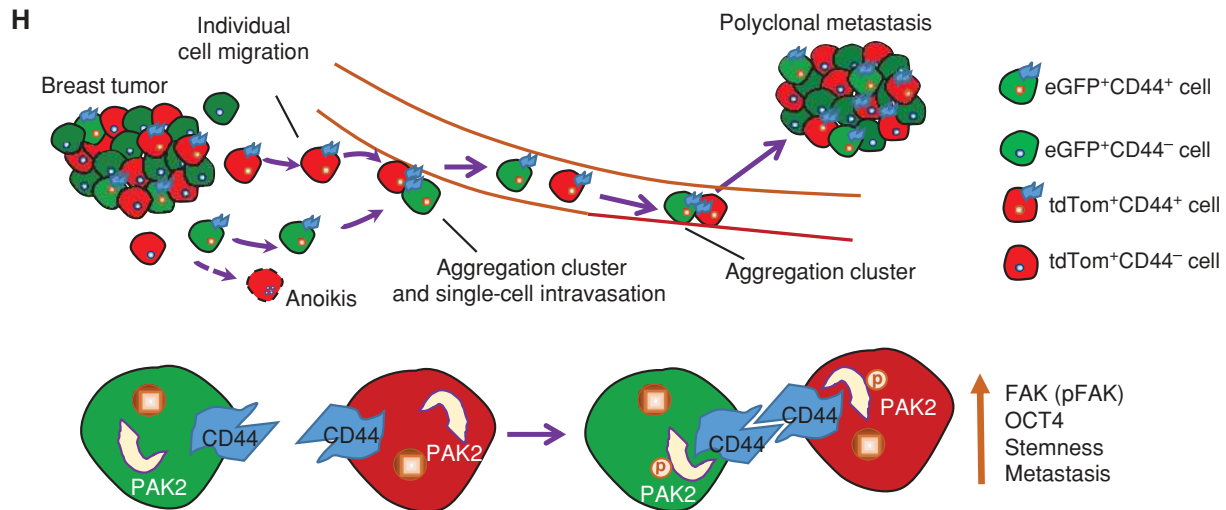 H
Individual
cell migration
Polyclonal metastasis
Breast tumor
eGFP⁺CD44⁺ cell
eGFP⁺CD44⁻ cell
tdTom⁺CD44⁺ cell
tdTom⁺CD44⁻ cell
Anoikis
Aggregation cluster
and single-cell intravasation
Aggregation cluster
PAK2
CD44
CD44
PAK2
p
PAK2
CD44
CD44
p
PAK2
FAK (pFAK)
OCT4
Stemness
Metastasis